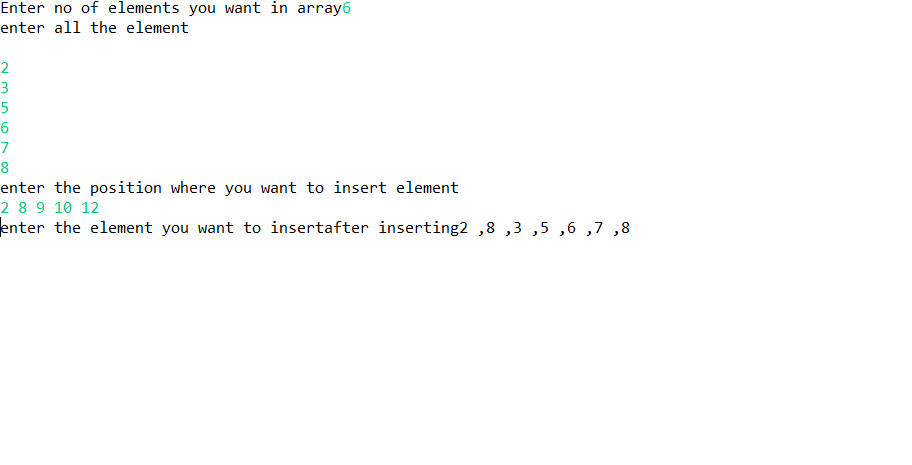 Enter no of elements you want in array6
enter all the element
2
3
5
6
7
8
enter the position where you want to insert element
2 8 9 10 12
enter the element you want to insertafter inserting2 ,8 ,3 ,5 ,6 ,7 ,8